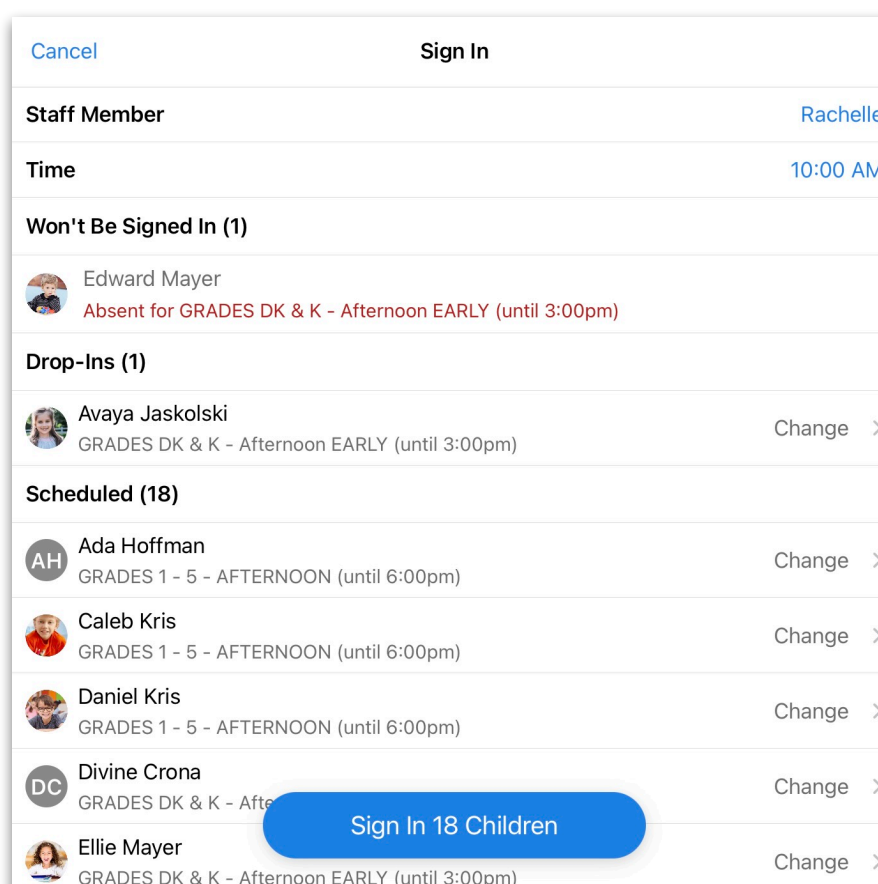 Cancel
Sign In
Staff Member
Rachelle
Time
10:00 AM
Won't Be Signed In (1)
Edward Mayer
Absent for GRADES DK & K - Afternoon EARLY (until 3:00pm)
Drop-Ins (1)
Avaya Jaskolski
GRADES DK & K - Afternoon EARLY (until 3:00pm)
Change
Scheduled (18)
AH
Ada Hoffman
GRADES 1 - 5 - AFTERNOON (until 6:00pm)
Change
Caleb Kris
GRADES 1 - 5 - AFTERNOON (until 6:00pm)
Change
Daniel Kris
GRADES 1 - 5 - AFTERNOON (until 6:00pm)
Change
DC
Divine Crona
GRADES DK & K - Afte
Change
Sign In 18 Children
Ellie Mayer
GRADES DK & K - Afternoon EARLY (until 3:00pm)
Change